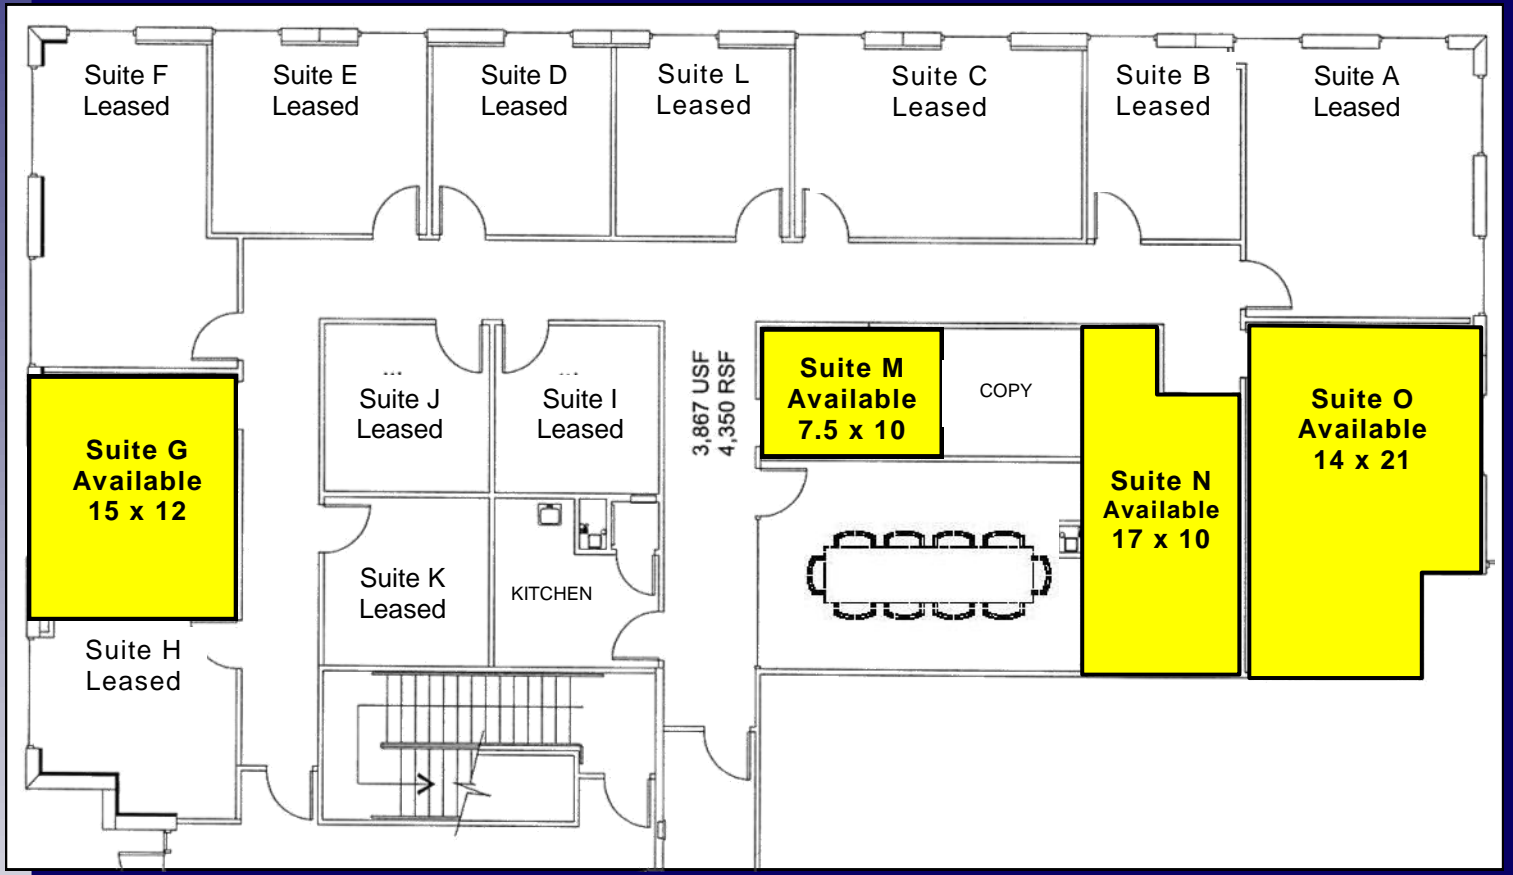 Suite F
Leased
Suite E
Leased
Suite D
Leased
Suite L
Leased
Suite C
Leased
Suite B
Leased
Suite A
Leased
Suite J
Leased
Suite I
Leased
3,867 USF
4,350 RSF
Suite M
Available
7.5 x 10
COPY
Suite O
Available
14 x 21
Suite G
Available
15 x 12
Suite N
Available
17 x 10
Suite K
Leased
KITCHEN
Suite H
Leased